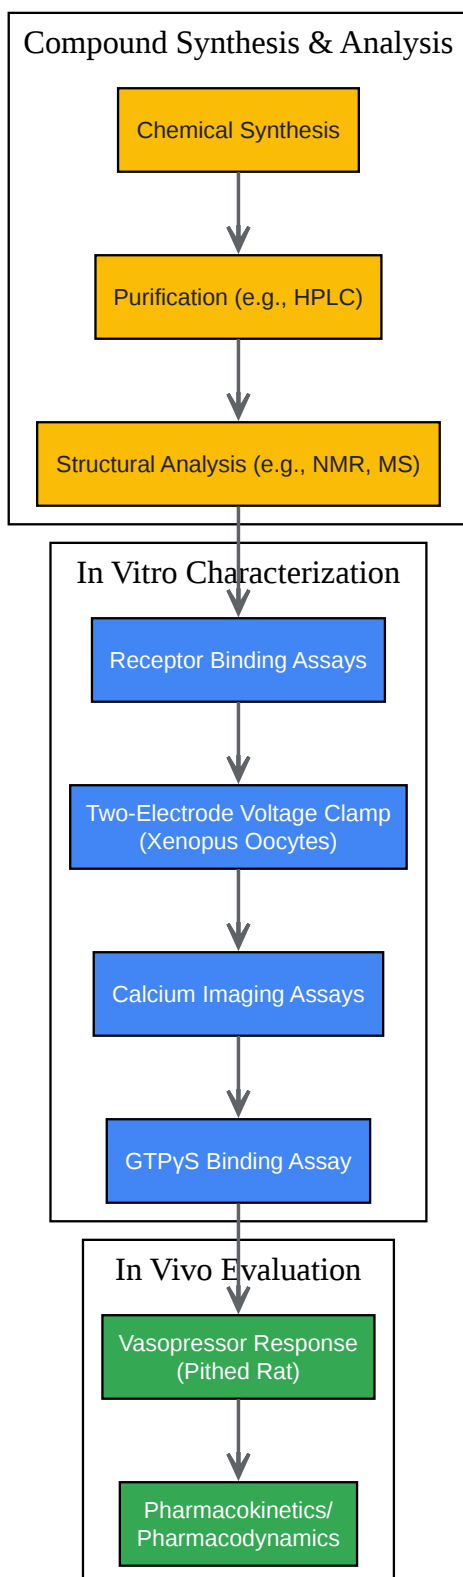 Compound Synthesis & Analysis
Chemical Synthesis
Purification (e.g., HPLC)
Structural Analysis (e.g., NMR, MS)
In Vitro Characterization
Receptor Binding Assays
Two-Electrode Voltage Clamp
(Xenopus Oocytes)
Calcium Imaging Assays
GTPγS Binding Assay
In Vivo Evaluation
Vasopressor Response
(Pithed Rat)
Pharmacokinetics/
Pharmacodynamics